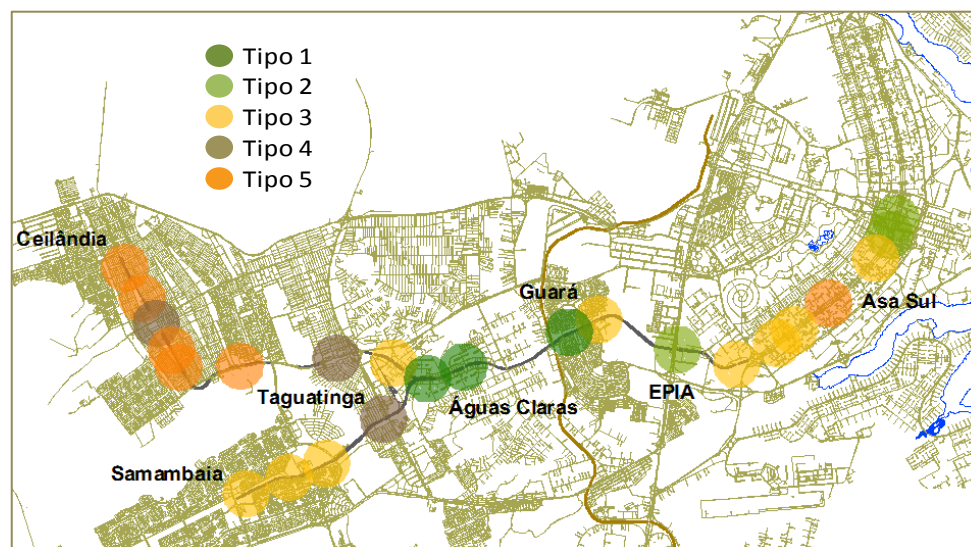 Tipo 1
Tipo 2
Tipo 3
Tipo 4
Tipo 5
Ceilândia
Guará
Asa Sul
Taguatinga
Águas Claras
EPIA
Samambaia